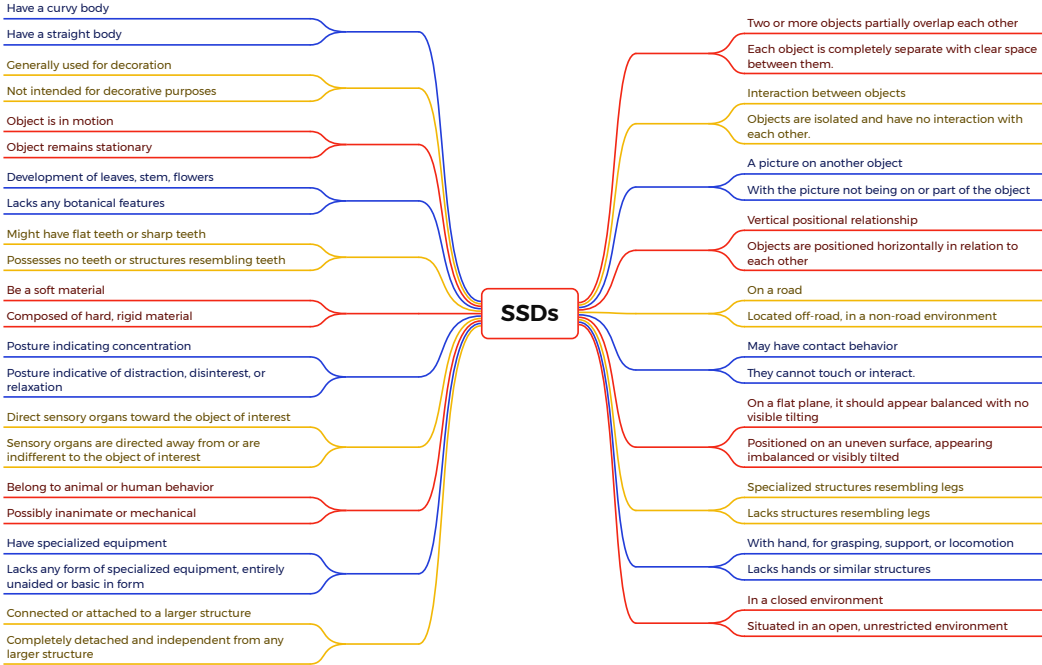 Have a curvy body
Have a straight body
Generally used for decoration
Not intended for decorative purposes
Object is in motion
Object remains stationary
Development of leaves, stem, flowers
Lacks any botanical features
Might have flat teeth or sharp teeth
Possesses no teeth or structures resembling teeth
Be a soft material
Composed of hard, rigid material
Posture indicating concentration
Posture indicative of distraction, disinterest, or
relaxation
Direct sensory organs toward the object of interest
Sensory organs are directed away from or are
indifferent to the object of interest
Belong to animal or human behavior
Possibly inanimate or mechanical
Have specialized equipment
Lacks any form of specialized equipment, entirely
unaided or basic in form
Connected or attached to a larger structure
Completely detached and independent from any
larger structure
SSDs
Two or more objects partially overlap each other
Each object is completely separate with clear space
between them.
Interaction between objects
Objects are isolated and have no interaction with
each other.
A picture on another object
With the picture not being on or part of the object
Vertical positional relationship
Objects are positioned horizontally in relation to
each other
On a road
Located off-road, in a non-road environment
May have contact behavior
They cannot touch or interact.
On a flat plane, it should appear balanced with no
visible tilting
Positioned on an uneven surface, appearing
imbalanced or visibly tilted
Specialized structures resembling legs
Lacks structures resembling legs
With hand, for grasping, support, or locomotion
Lacks hands or similar structures
In a closed environment
Situated in an open, unrestricted environment